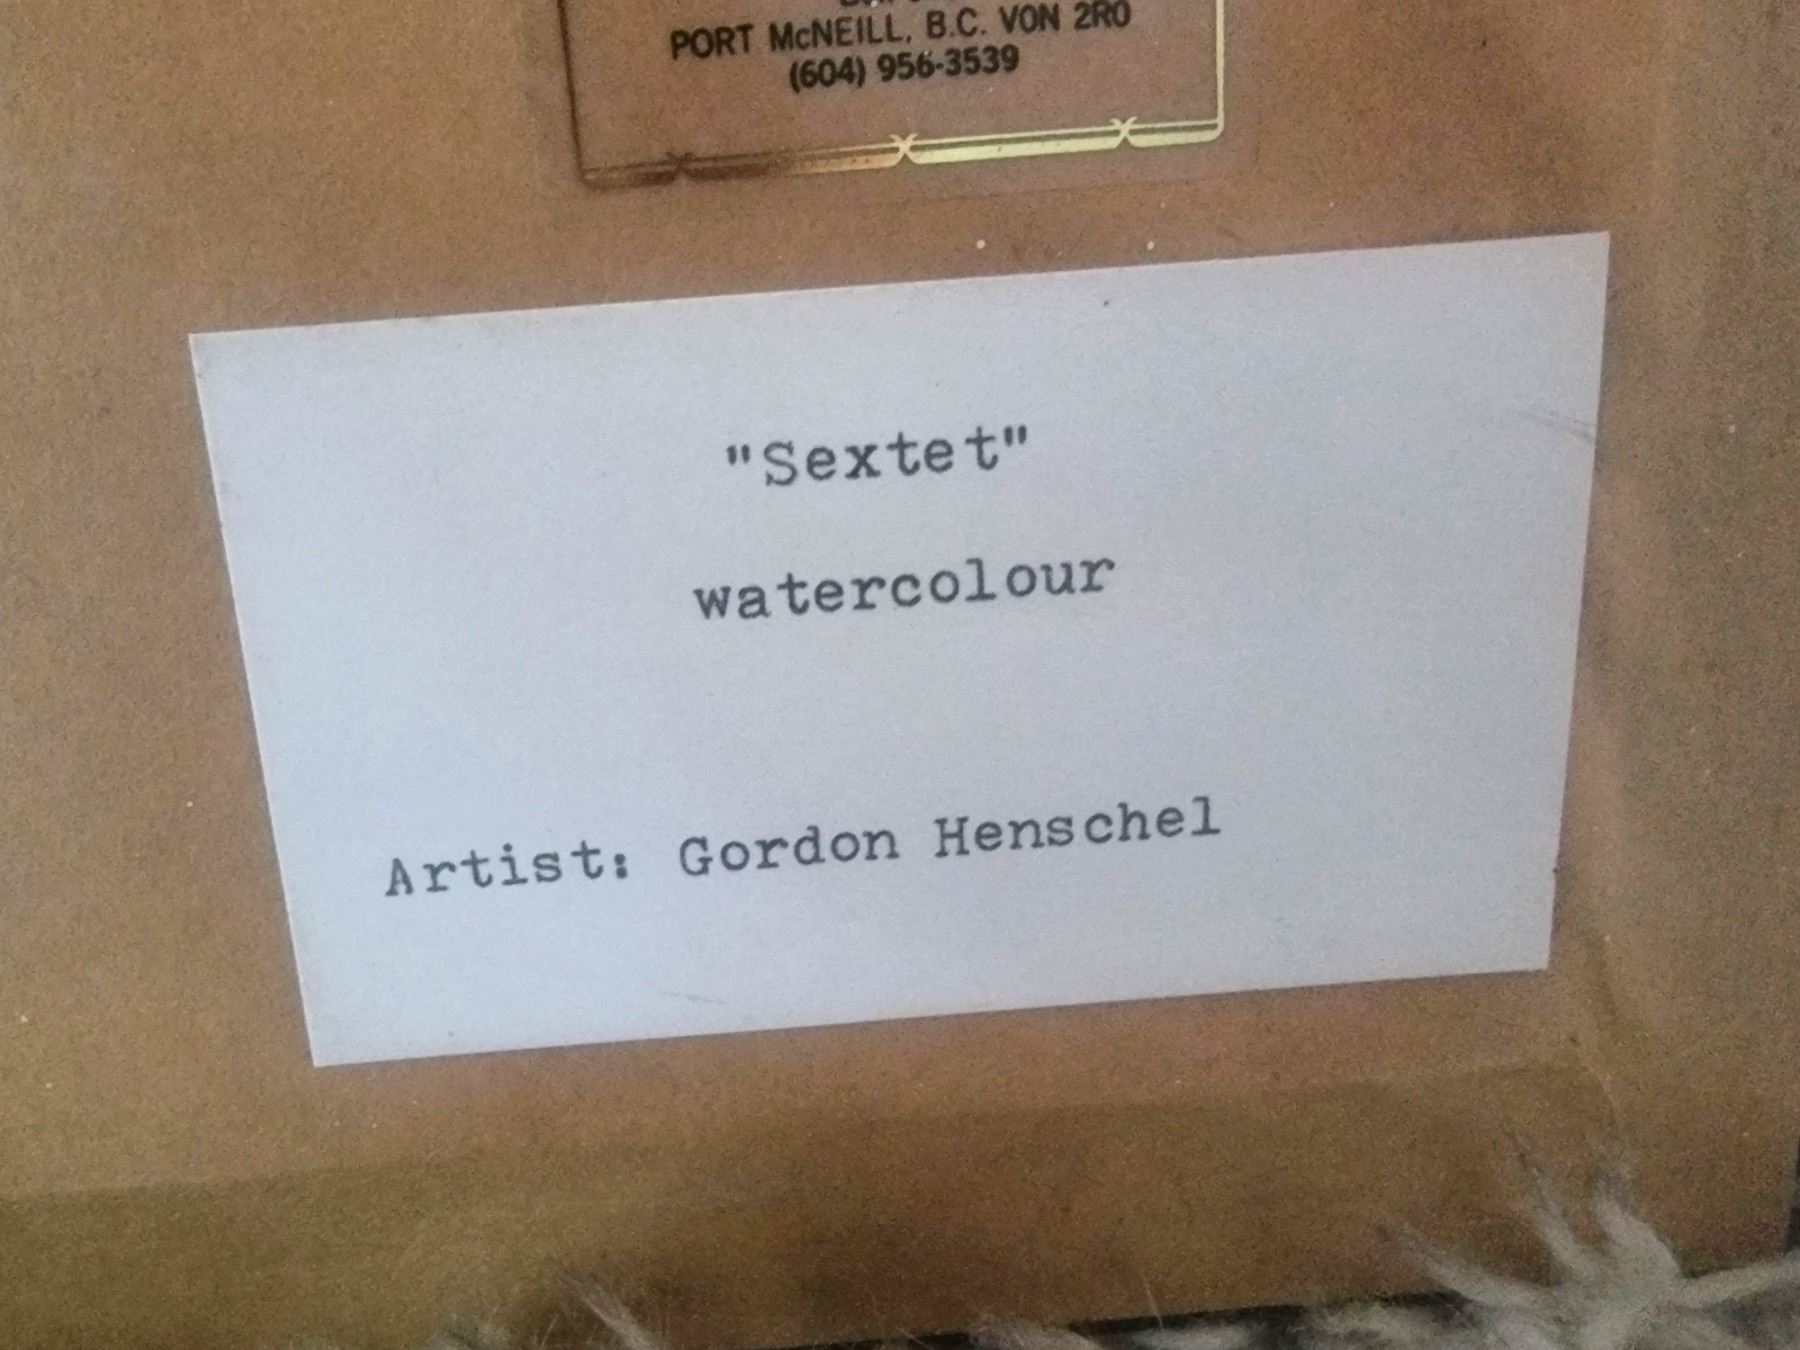 PORT McNEILL, B.C. V0N 2R0
(604) 956-3539
"Sextet"
watercolour
Artist: Gordon Henschel